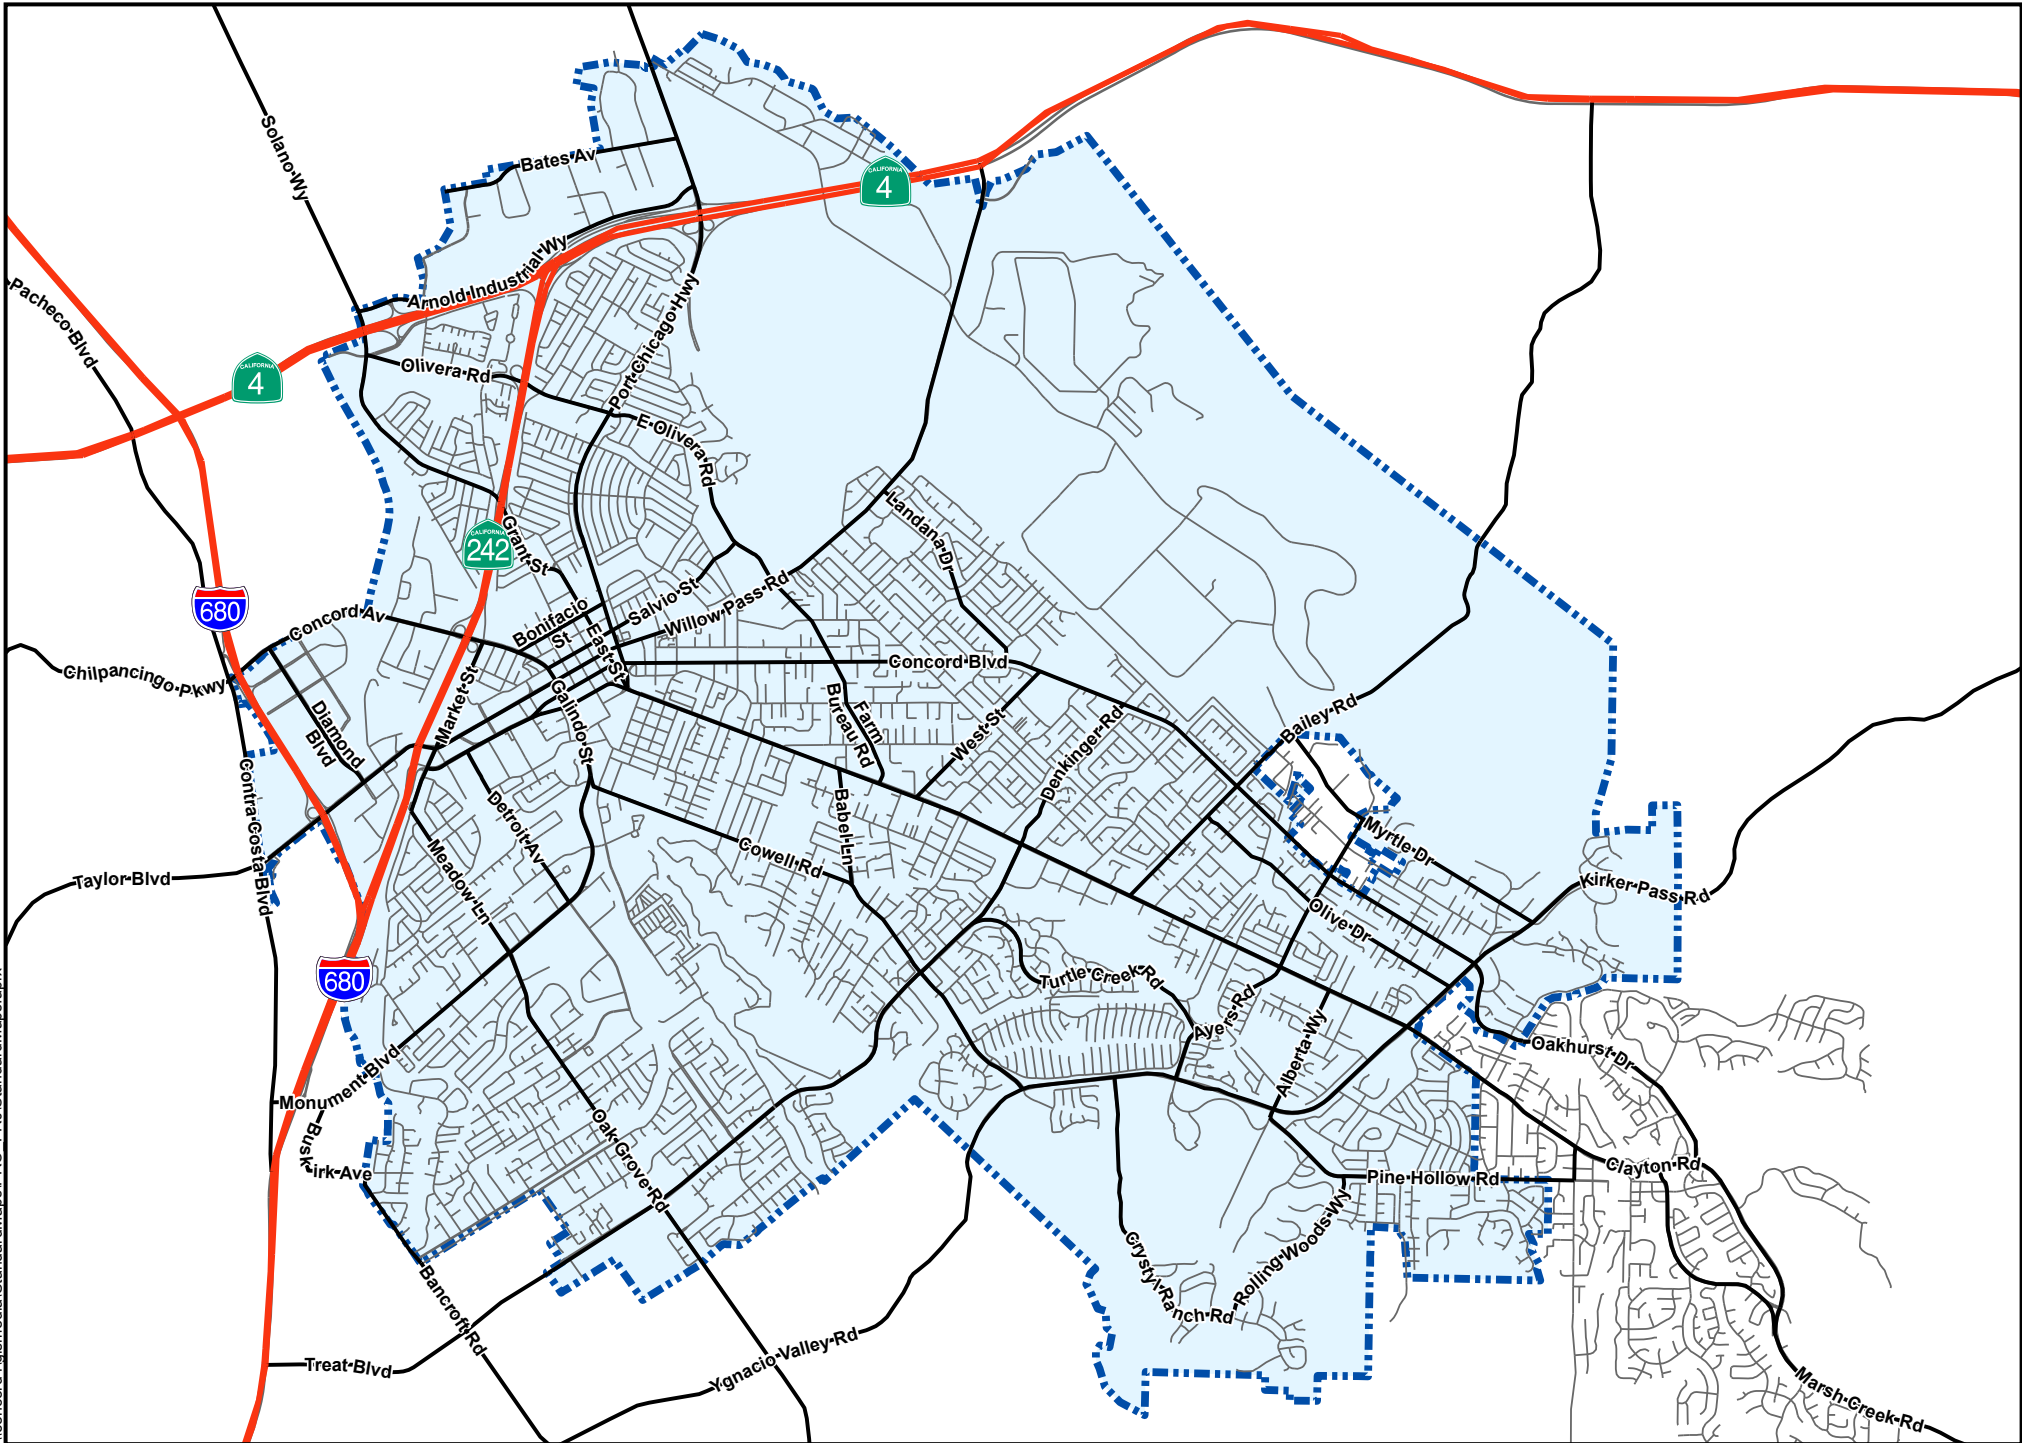 Solano Wy
Bates Av
CALIFORNIA
4
Arnold Industrial Wy
Pacheco Blvd
Port Chicago Hwy
CALIFORNIA
4
Olivera Rd
E Olivera Rd
Landana Dr
CALIFORNIA
242
Grant St
680
Concord Av
Bonifacio
St
Salvio St
Willow Pass Rd
East St
Concord Blvd
Chilpancingo Pkwy
Market St
Galindo St
Diamond
Blvd
Farm
Bureau Rd
West St
Denkinger Rd
Bailey Rd
Contra Costa Blvd
Detroit Av
Babel Ln
Cowell Rd
Myrtle Dr
Taylor Blvd
Meadow Ln
Kirker Pass Rd
Olive Dr
680
Turtle Creek Rd
Ayers Rd
Alberta Wy
Oakhurst Dr
Monument Blvd
Buskirk Ave
Oak Grove Rd
Pine Hollow Rd
Clayton Rd
Rolling Woods Wy
Crystyl Ranch Rd
Bancroft Rd
Treat Blvd
Ygnacio Valley Rd
Marsh Creek Rd